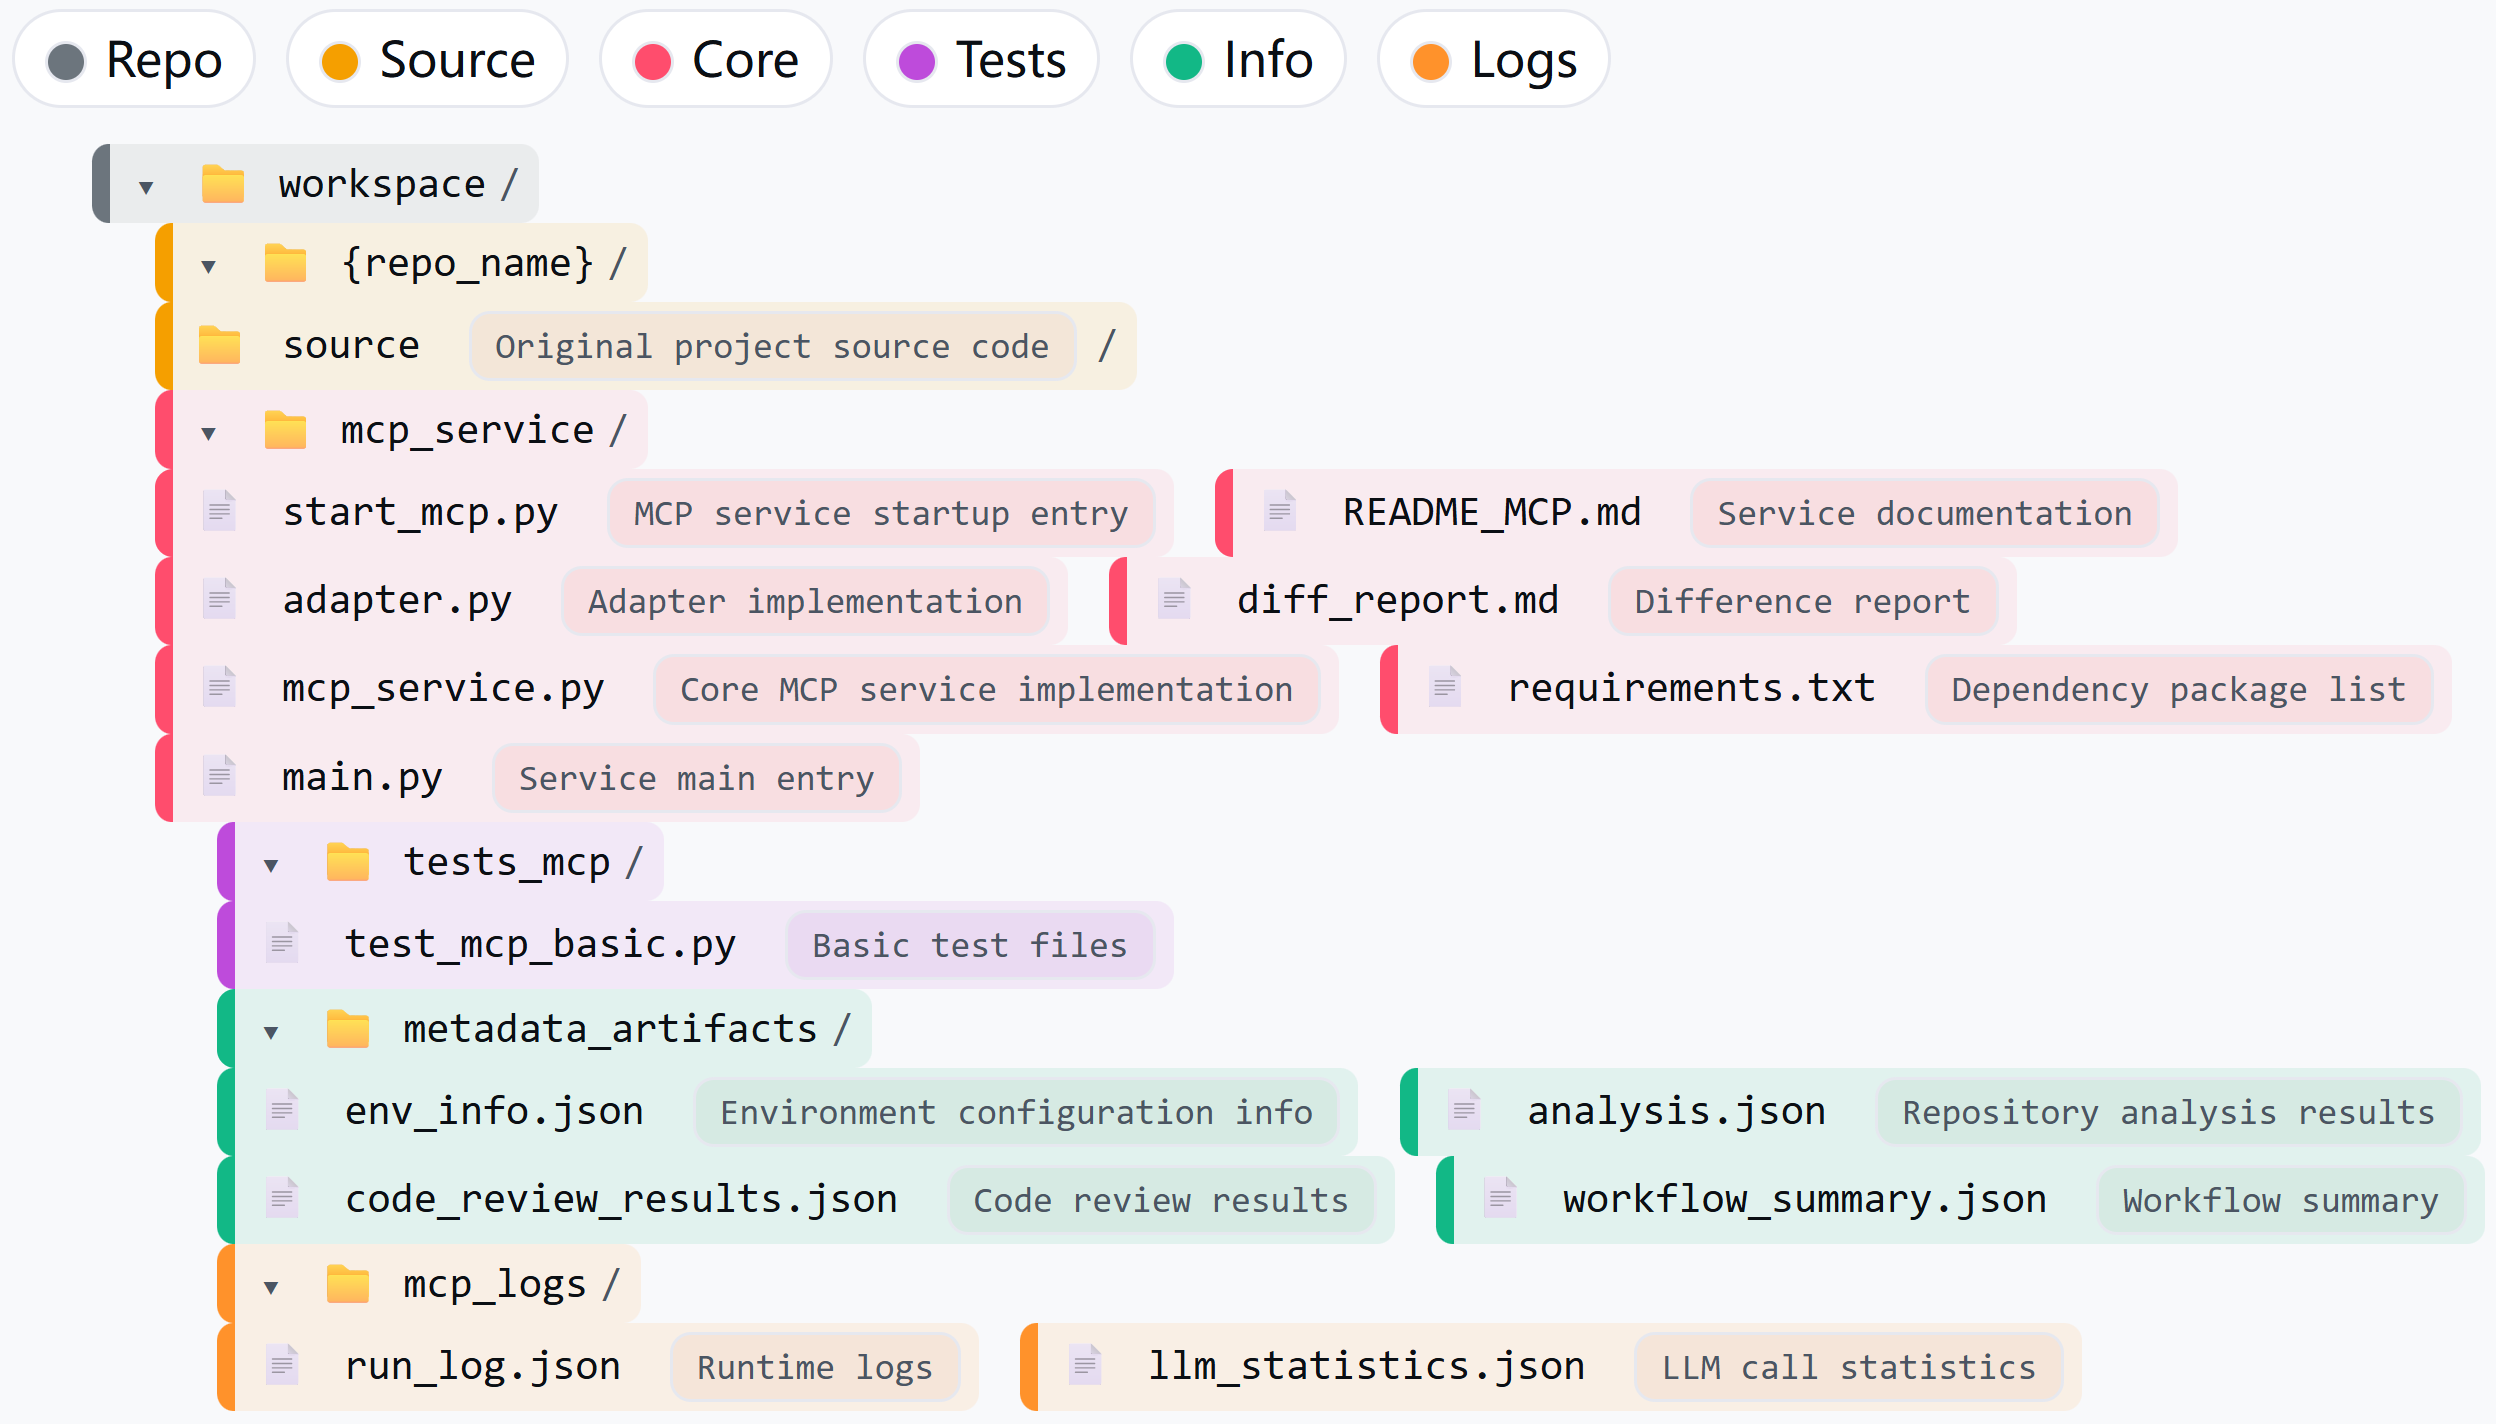 Repo Source Core Tests Info Logs
workspace /
{repo_name} /
source Original project source code /
mcp_service /
start_mcp.py MCP service startup entry README_MCP.md Service documentation
adapter.py Adapter implementation diff_report.md Difference report
mcp_service.py Core MCP service implementation requirements.txt Dependency package list
main.py Service main entry
tests_mcp /
test_mcp_basic.py Basic test files
metadata_artifacts /
env_info.json Environment configuration info analysis.json Repository analysis results
code_review_results.json Code review results workflow_summary.json Workflow summary
mcp_logs /
run_log.json Runtime logs llm_statistics.json LLM call statistics